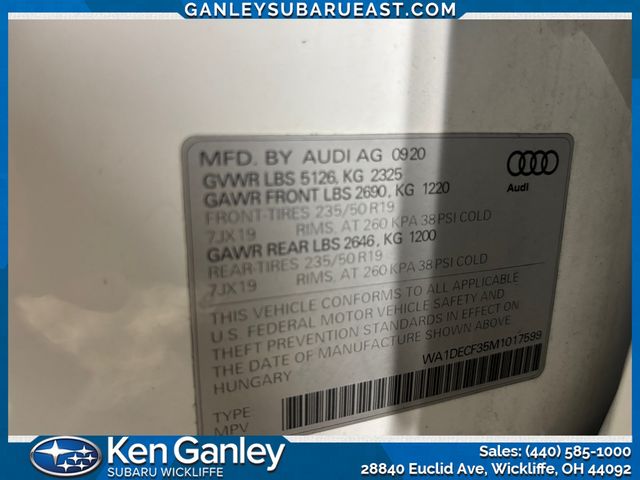 GANLEYSUBARUEAST.COM
MFD. BY AUDI AG 0920
GVWR LBS 5126, KG 2325
GAWR FRONT LBS 2690, KG 1220
FRONT-TIRES 235/50 R19
7JX19 RIMS, AT 260 KPA 38 PSI COLD
GAWR REAR LBS 2646, KG 1200
REAR-TIRES 235/50 R19
7JX19 RIMS, AT 260 KPA 38 PSI COLD
Audi
THIS VEHICLE CONFORMS TO ALL APPLICABLE
U.S. FEDERAL MOTOR VEHICLE SAFETY AND
THEFT PREVENTION STANDARDS IN EFFECT ON
THE DATE OF MANUFACTURE SHOWN ABOVE.
HUNGARY
WA1DECF35M1017599
TYPE
MPV
Ken Ganley
SUBARU WICKLIFFE
Sales: (440) 585-1000
28840 Euclid Ave, Wickliffe, OH 44092